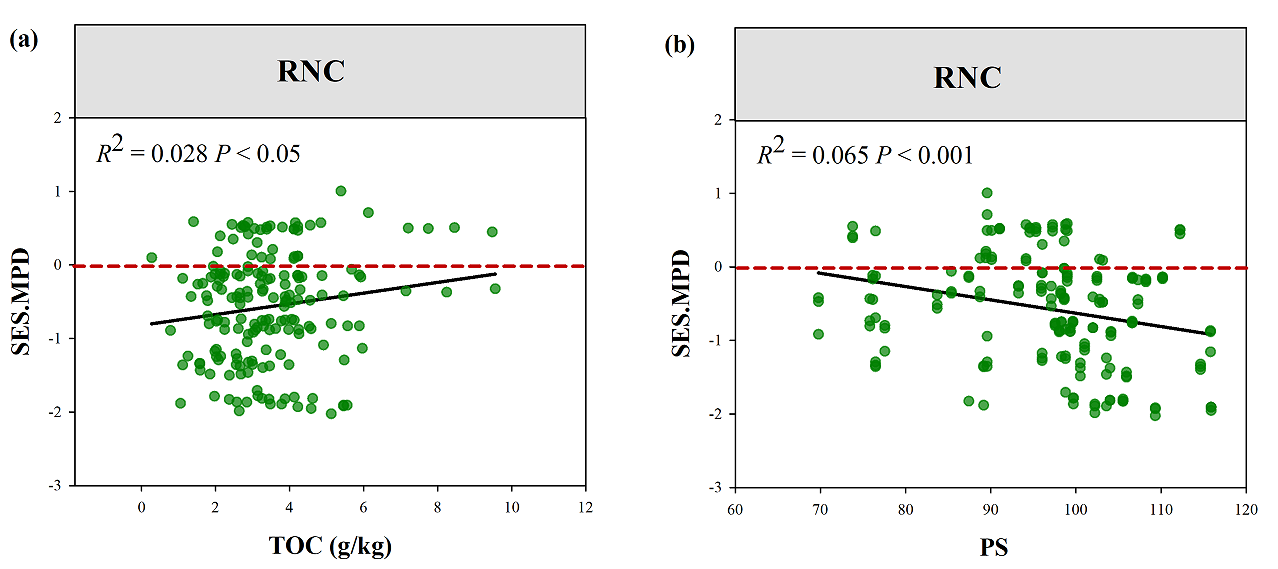 (a)
RNC
R2 = 0.028 P < 0.05
2
1
0
-1
-2
-3
SES.MPD
0 2 4 6 8 10 12
TOC (g/kg)
(b)
RNC
R2 = 0.065 P < 0.001
2
1
0
-1
-2
-3
SES.MPD
60 70 80 90 100 110 120
PS